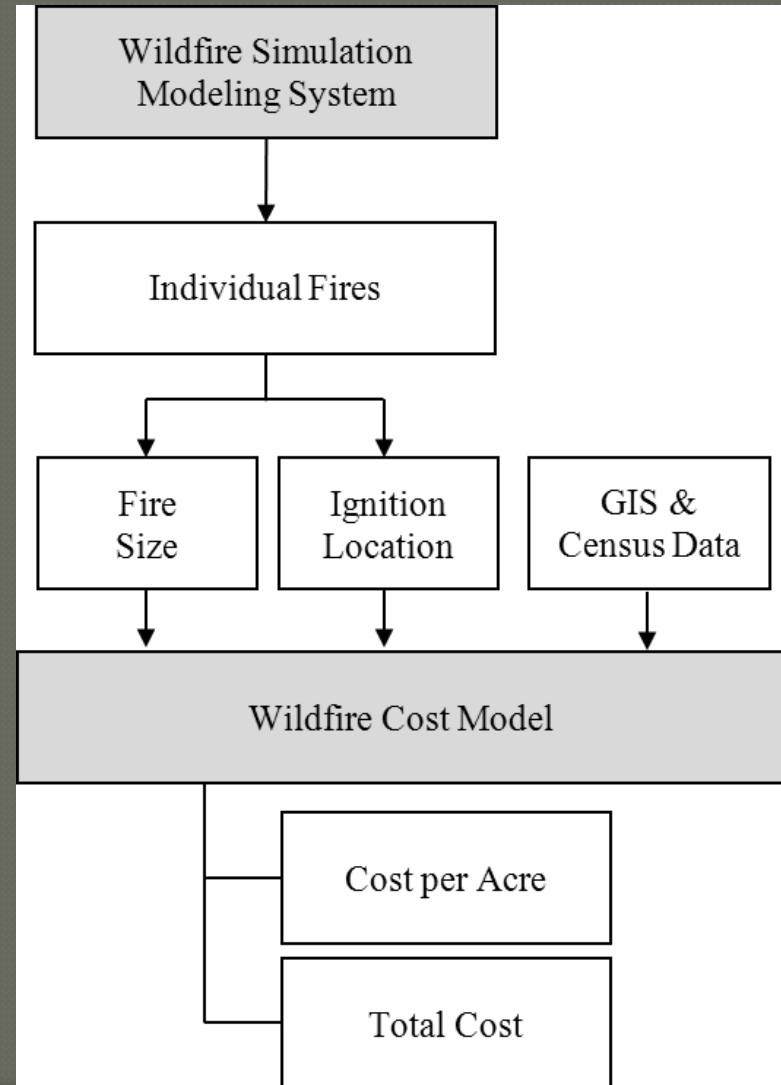 Wildfire Simulation
Modeling System
Individual Fires
Fire
Size
Ignition
Location
GIS &
Census Data
Wildfire Cost Model
Cost per Acre
Total Cost